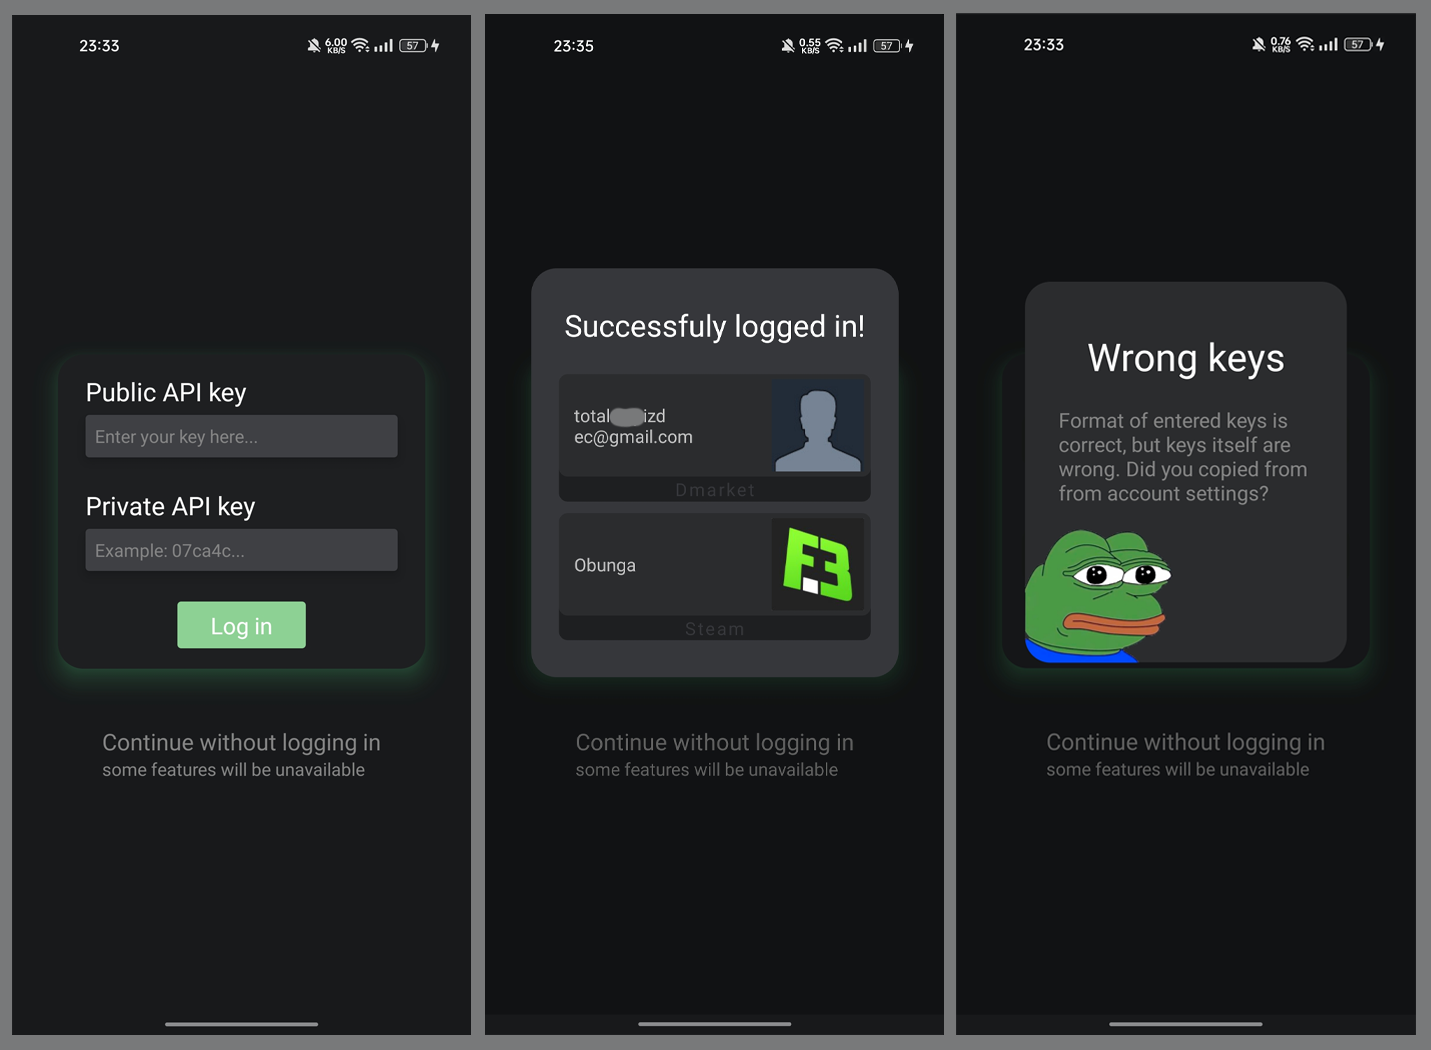 23:33
6.00
KB/S
57
Public API key
Enter your key here...
Private API key
Example: 07ca4c...
Log in
Continue without logging in
some features will be unavailable
23:35
0.55
KB/S
57
Successfuly logged in!
total izd
ec@gmail.com
Dmarket
Obunga
Steam
Continue without logging in
some features will be unavailable
23:33
0.76
KB/S
57
Wrong keys
Format of entered keys is
correct, but keys itself are
wrong. Did you copied from
from account settings?
Continue without logging in
some features will be unavailable